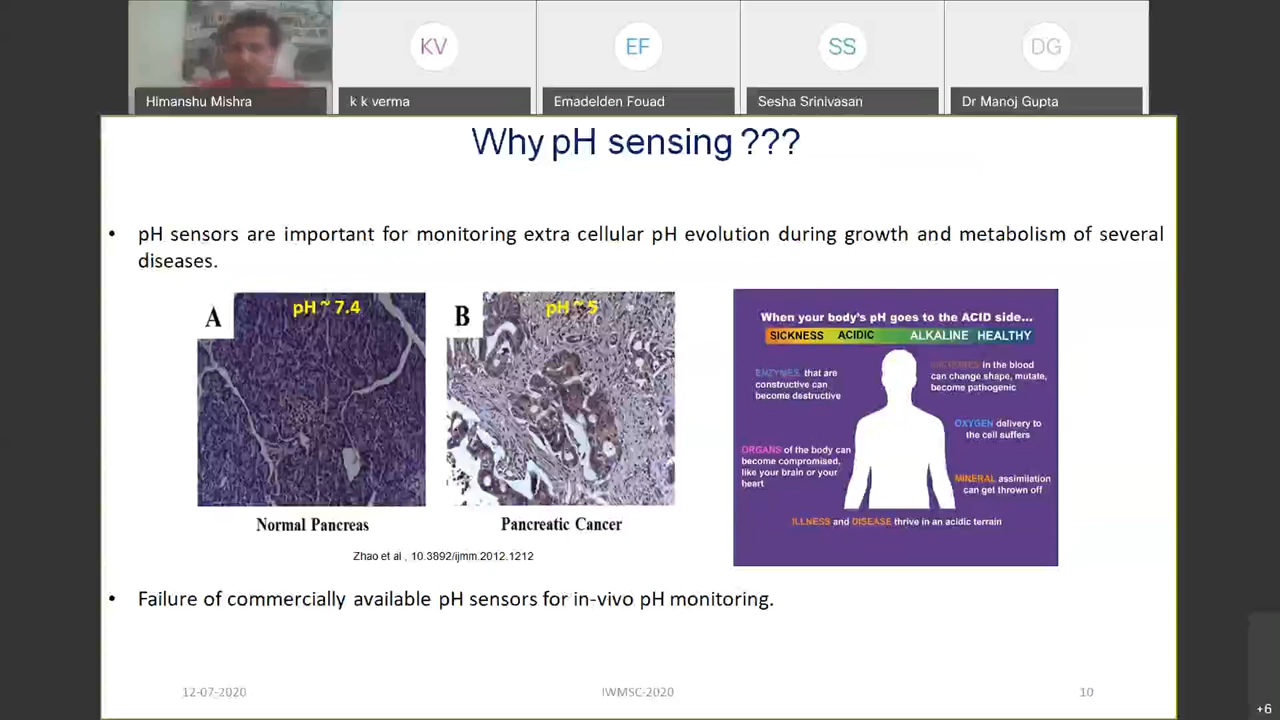 KV
EF
SS
DG
HImanshu Mishra
k k verma
Emadelden Fouad
Sesha Srinivasan
Dr Manoj Gupta
Why pH sensing ???
• pH sensors are important for monitoring extra cellular pH evolution during growth and metabolism of several
diseases.
A
pH ~ 7.4
B
pH ~ 5
Normal Pancreas
Pancreatic Cancer
Zhao et al , 10.3892/ijmm.2012.1212
When your body's pH goes to the ACID side...
SICKNESS ACIDIC ALKALINE HEALTHY
ENZYMES that are
constructive can
become destructive
in the blood
can change shape, mutate,
become pathogenic
OXYGEN delivery to
the cell suffers
ORGANS of the body can
become compromised,
like your brain or your
heart
MINERAL assimilation
can get thrown off
ILLNESS and DISEASE thrive in an acidic terrain
• Failure of commercially available pH sensors for in-vivo pH monitoring.
12-07-2020
IWMSC-2020
10
+6